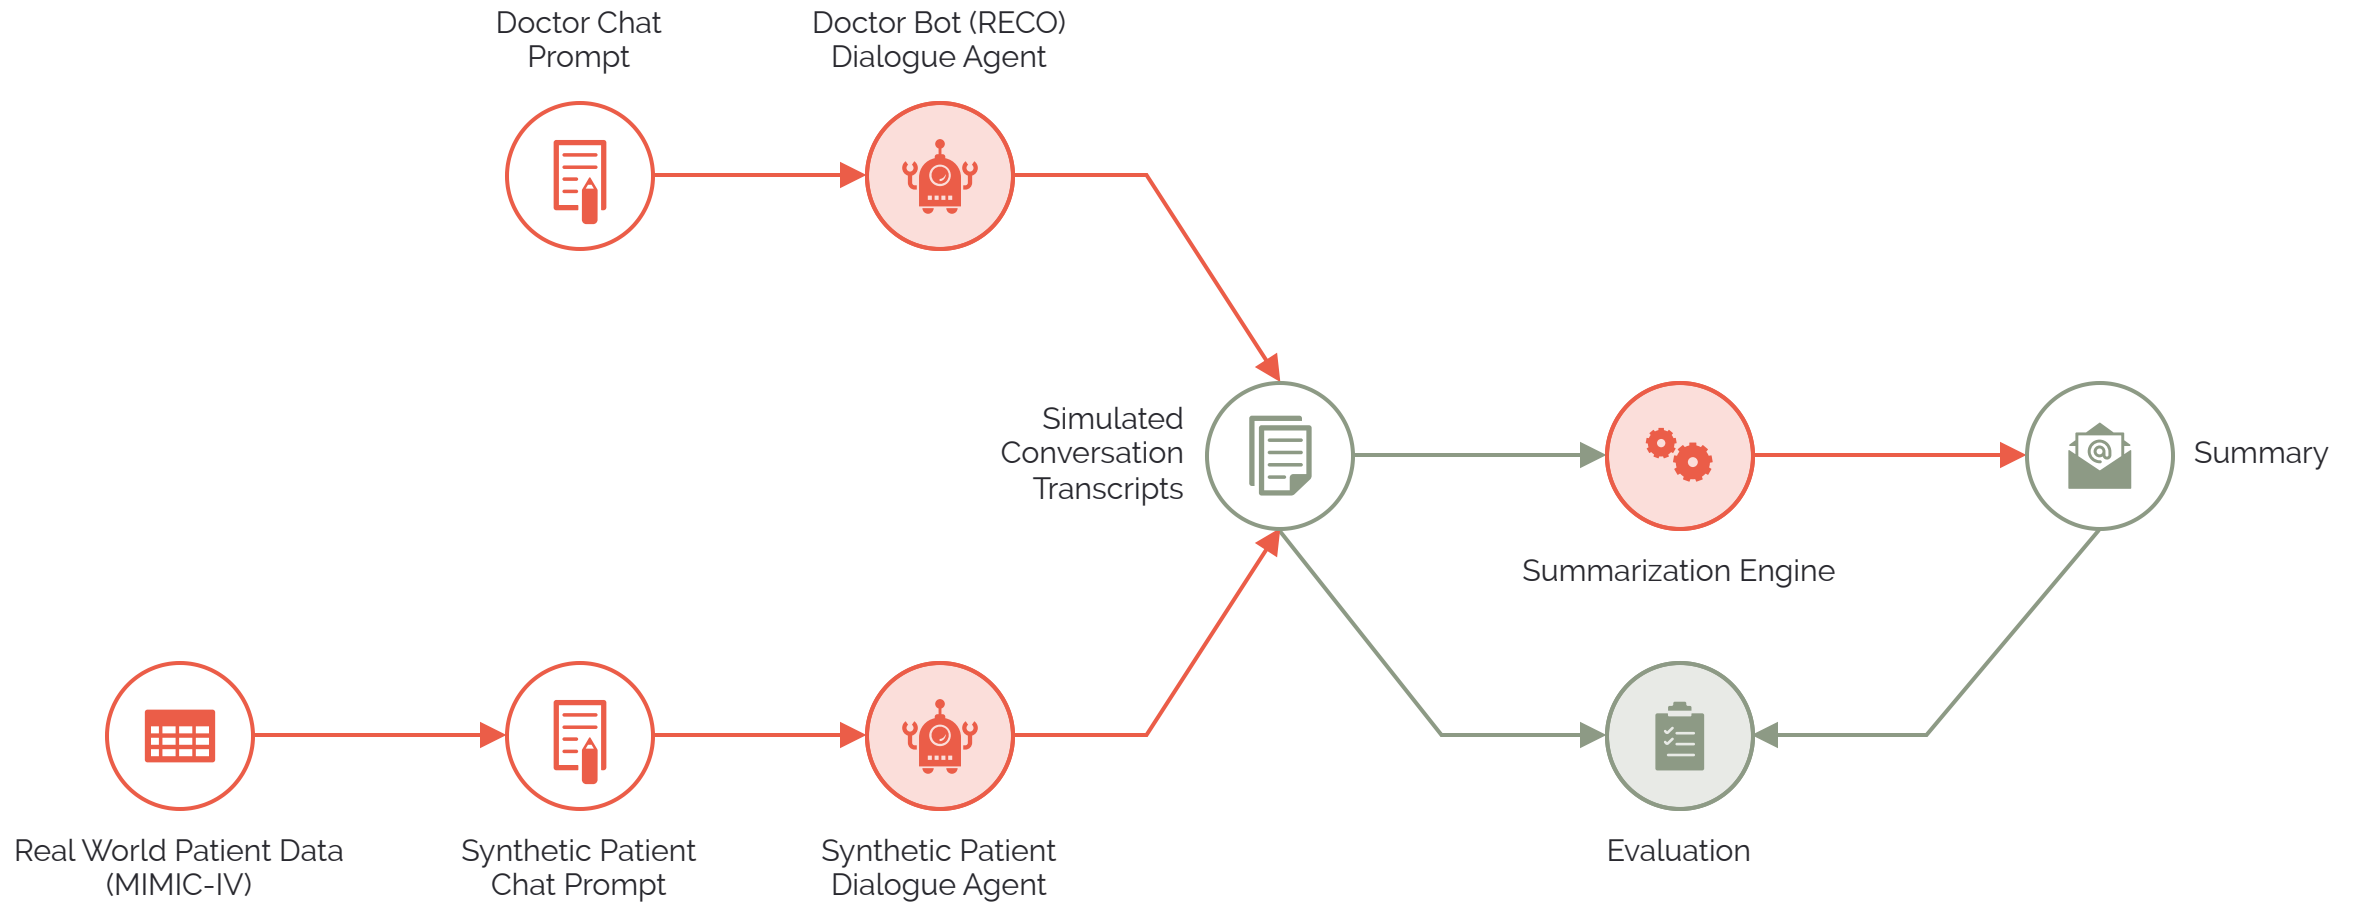 Doctor Chat
Prompt
Doctor Bot (RECO)
Dialogue Agent
Simulated
Conversation
Transcripts
@
Summary
Summarization Engine
Real World Patient Data
(MIMIC-IV)
Synthetic Patient
Chat Prompt
Synthetic Patient
Dialogue Agent
Evaluation